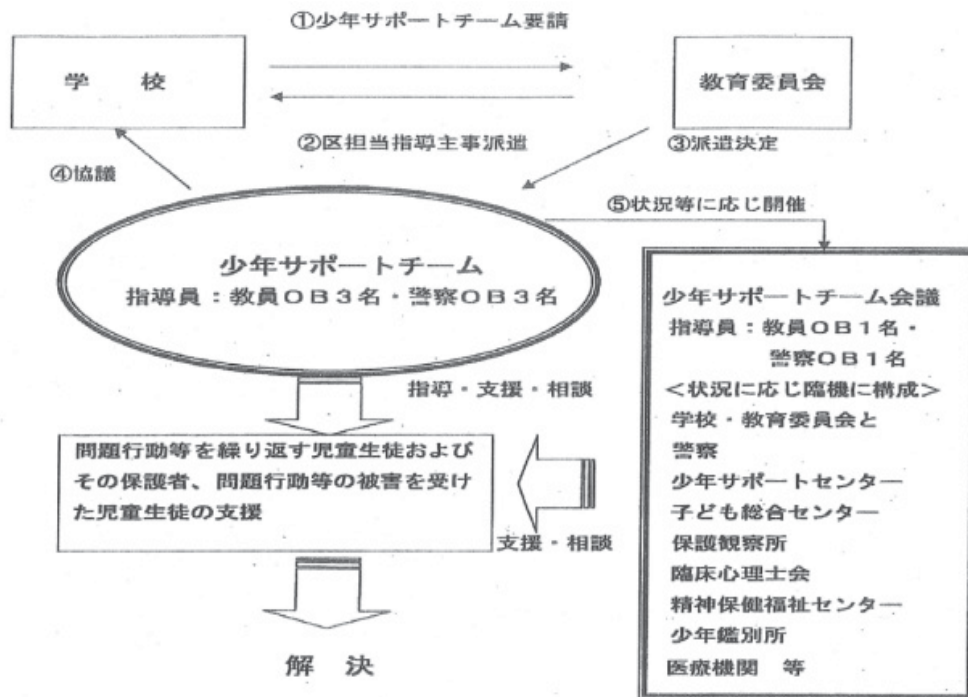 ①少年サポートチーム要請
学　校
教育委員会
②区担当指導主事派遣
③派遣決定
④協議
⑤状況等に応じ開催
少年サポートチーム
指導員：教員ＯＢ３名・警察ＯＢ３名
指導・支援・相談
問題行動等を繰り返す児童生徒および
その保護者、問題行動等の被害を受け
た児童生徒の支援
支援・相談
解　決
少年サポートチーム会議
指導員：教員ＯＢ１名・
警察ＯＢ１名
＜状況に応じ臨機に構成＞
学校・教育委員会と
警察
少年サポートセンター
子ども総合センター
保護観察所
臨床心理士会
精神保健福祉センター
少年鑑別所
医療機関　等